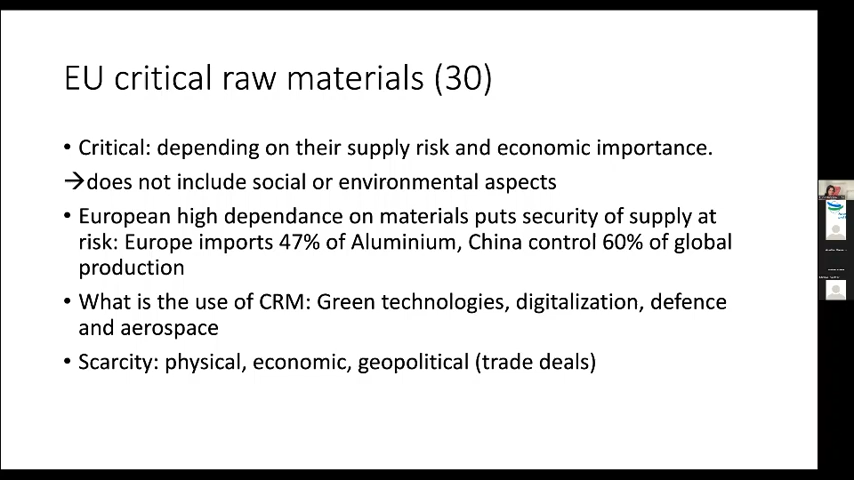 EU critical raw materials (30)
• Critical: depending on their supply risk and economic importance.
→does not include social or environmental aspects
• European high dependance on materials puts security of supply at
risk: Europe imports 47% of Aluminium, China control 60% of global
production
• What is the use of CRM: Green technologies, digitalization, defence
and aerospace
• Scarcity: physical, economic, geopolitical (trade deals)